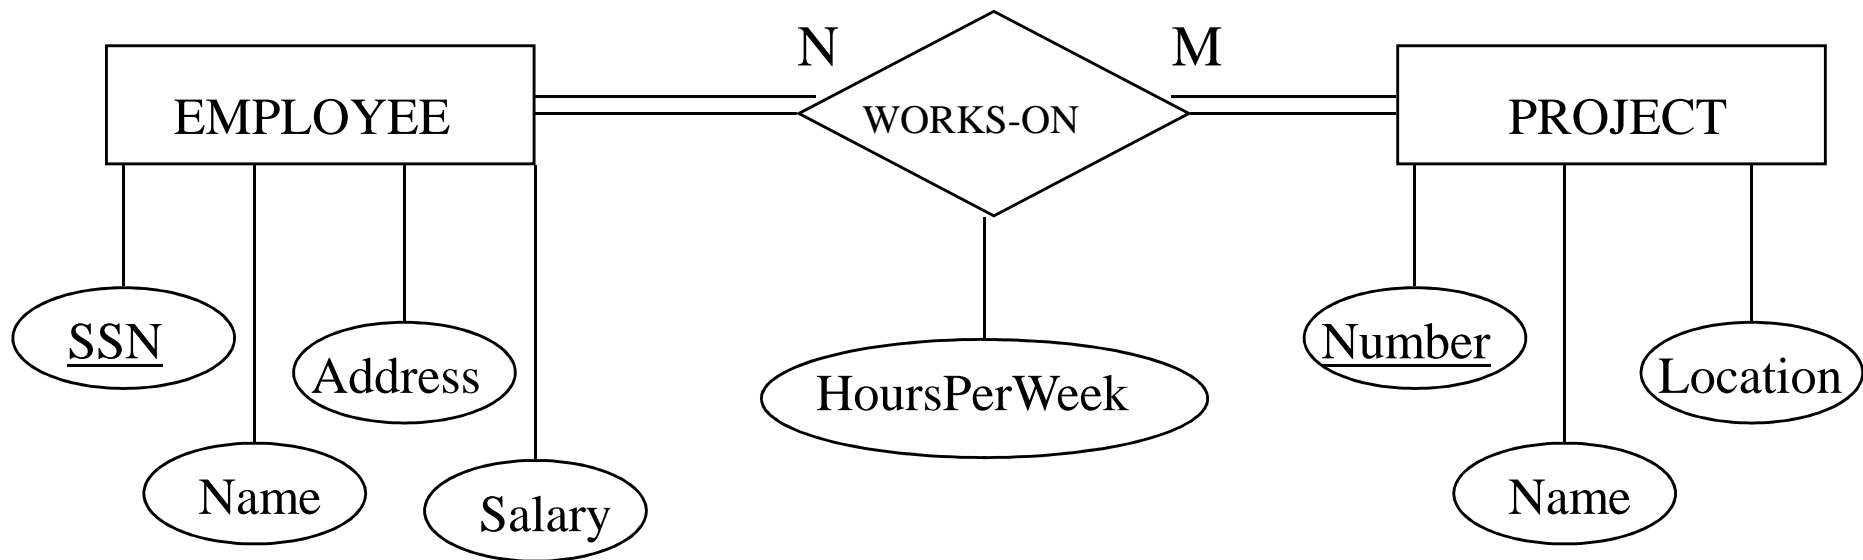 N
M
EMPLOYEE
WORKS-ON
PROJECT
SSN
Address
Name
Salary
HoursPerWeek
Number
Location
Name